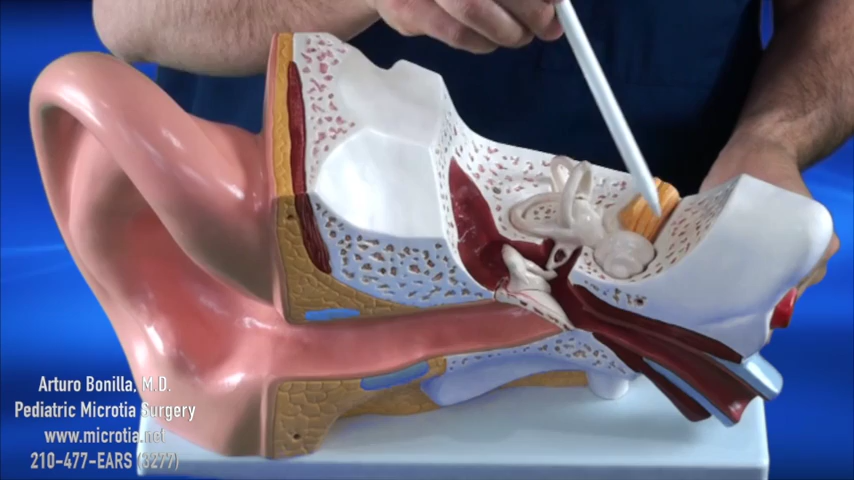 Arturo Bonilla, M.D.
Pediatric Microtia Surgery
www.microtia.net
210-477-EARS (3277)